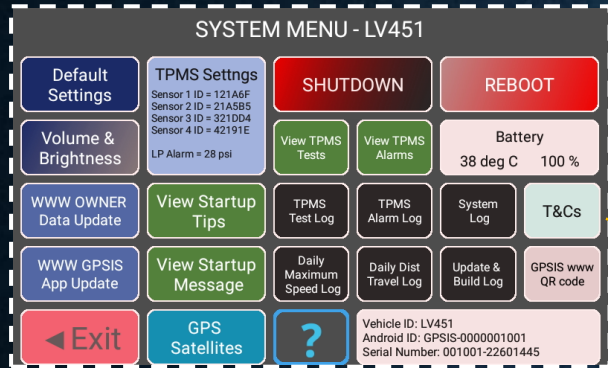 SYSTEM MENU - LV451
Default
Settings
TPMS Settngs
Sensor 1 ID = 121A6F
Sensor 2 ID = 21A5B5
Sensor 3 ID = 321DD4
Sensor 4 ID = 42191E
LP Alarm = 28 psi
SHUTDOWN
REBOOT
Volume &
Brightness
View TPMS
Tests
View TPMS
Alarms
Battery
38 deg C 100 %
WWW OWNER
Data Update
View Startup
Tips
TPMS
Test Log
TPMS
Alarm Log
System
Log
T&Cs
WWW GPSIS
App Update
View Startup
Message
Daily
Maximum
Speed Log
Daily Dist
Travel Log
Update &
Build Log
GPSIS www
QR code
◄Exit
GPS
Satellites
?
Vehicle ID: LV451
Android ID: GPSIS-0000001001
Serial Number: 001001-22601445